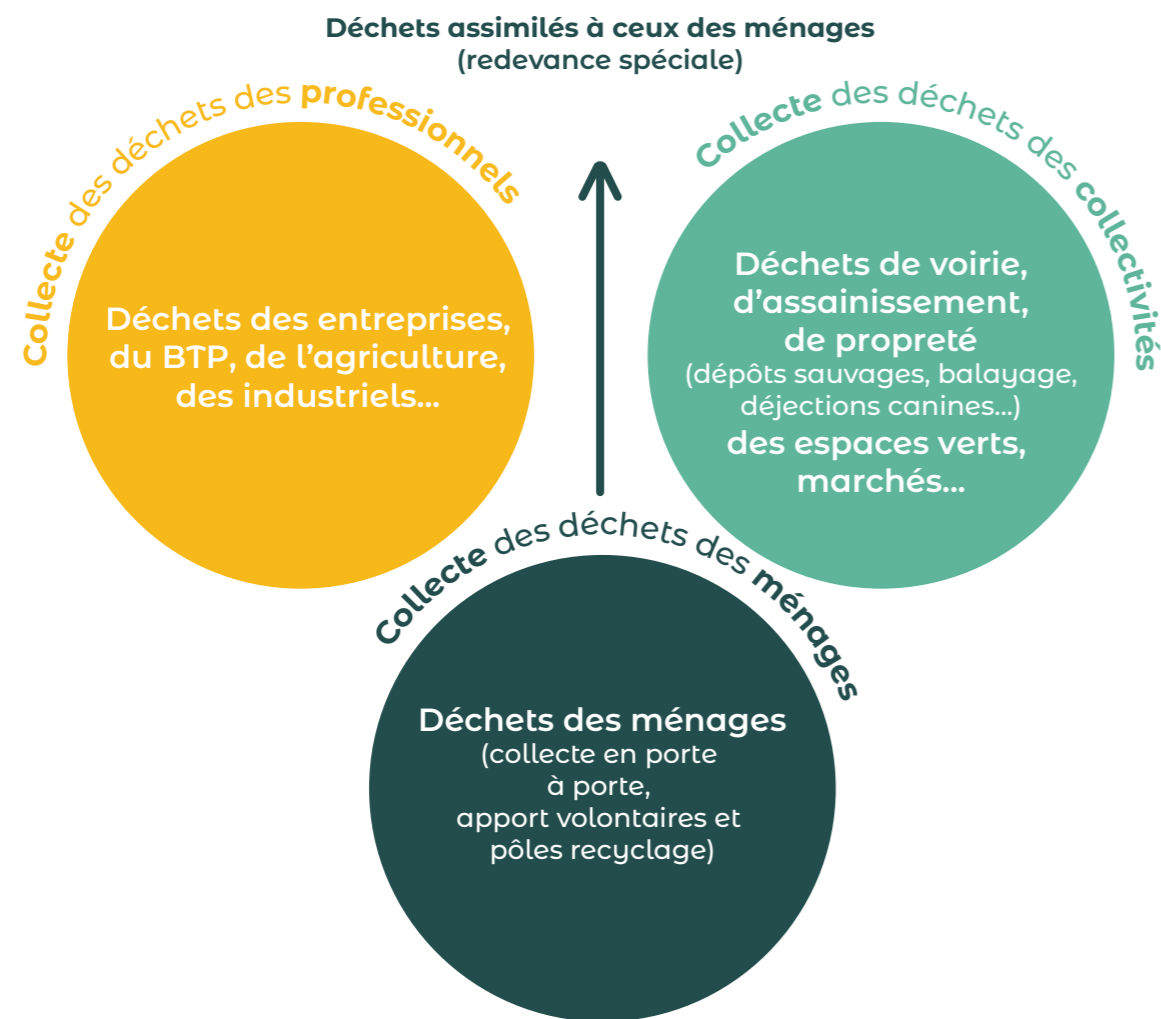 Déchets assimilés à ceux des ménages
(redevance spéciale)
Collecte des déchets des professionnels
Déchets des entreprises,
du BTP, de l'agriculture,
des industriels...
Collecte des déchets des collectivités
Déchets de voirie,
d'assainissement,
de propreté
(dépôts sauvages, balayage,
déjections canines...)
des espaces verts,
marchés...
Collecte des déchets des ménages
Déchets des ménages
(collecte en porte
à porte,
apport volontaires et
pôles recyclage)